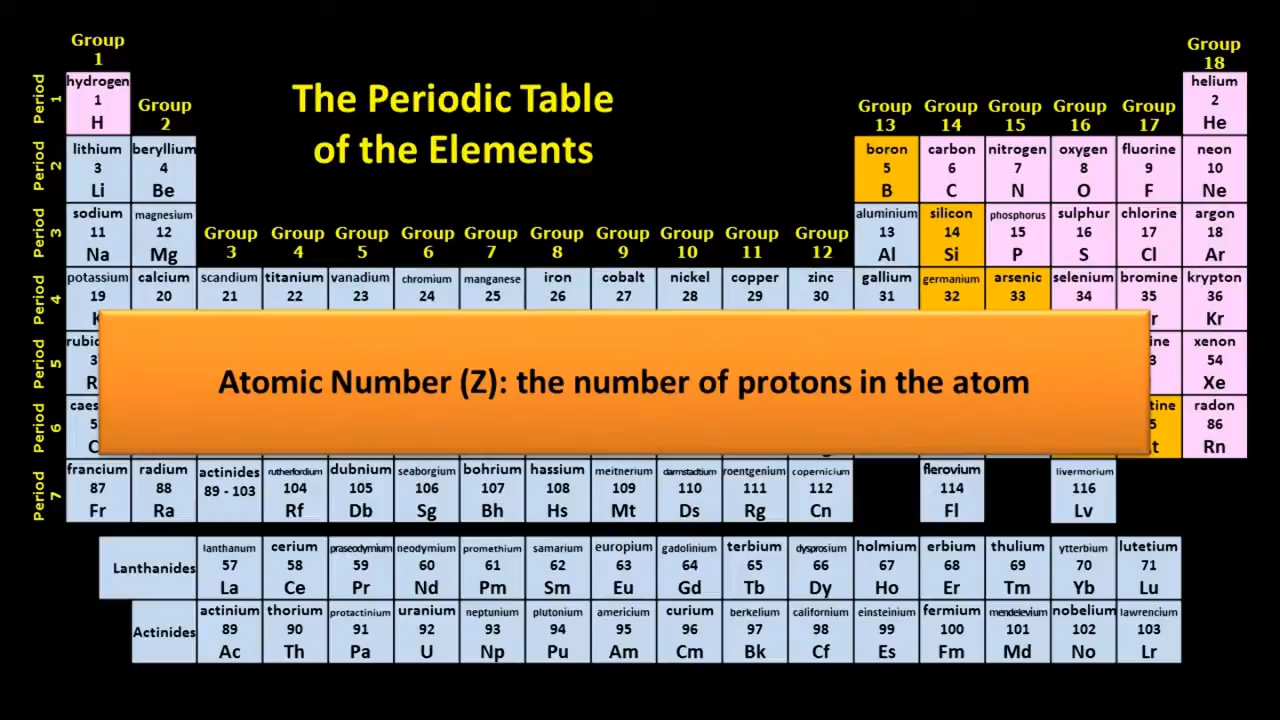 Group
1
Group
18
The Periodic Table
of the Elements
Group
2
Group
13
Group
14
Group
15
Group
16
Group
17
Period
1
hydrogen
1
H
helium
2
He
Period
2
lithium
3
Li
beryllium
4
Be
boron
5
B
carbon
6
C
nitrogen
7
N
oxygen
8
O
fluorine
9
F
neon
10
Ne
Period
3
sodium
11
Na
magnesium
12
Mg
Group
3
Group
4
Group
5
Group
6
Group
7
Group
8
Group
9
Group
10
Group
11
Group
12
aluminium
13
Al
silicon
14
Si
phosphorus
15
P
sulphur
16
S
chlorine
17
Cl
argon
18
Ar
Period
4
potassium
19
calcium
20
scandium
21
titanium
22
vanadium
23
chromium
24
manganese
25
iron
26
cobalt
27
nickel
28
copper
29
zinc
30
gallium
31
germanium
32
arsenic
33
selenium
34
bromine
35
r
krypton
36
Kr
Atomic Number (Z): the number of protons in the atom
Period
5
rubid
3
R
ine
3
xenon
54
Xe
Period
6
caes
5
C
tine
5
t
radon
86
Rn
Period
7
francium
87
Fr
radium
88
Ra
actinides
89 - 103
rutherfordium
104
Rf
dubnium
105
Db
seaborgium
106
Sg
bohrium
107
Bh
hassium
108
Hs
meitnerium
109
Mt
darmstadtium
110
Ds
roentgenium
111
Rg
copernicium
112
Cn
flerovium
114
Fl
livermorium
116
Lv
Lanthanides
lanthanum
57
La
cerium
58
Ce
praseodymium
59
Pr
neodymium
60
Nd
promethium
61
Pm
samarium
62
Sm
europium
63
Eu
gadolinium
64
Gd
terbium
65
Tb
dysprosium
66
Dy
holmium
67
Ho
erbium
68
Er
thulium
69
Tm
ytterbium
70
Yb
lutetium
71
Lu
Actinides
actinium
89
Ac
thorium
90
Th
protactinium
91
Pa
uranium
92
U
neptunium
93
Np
plutonium
94
Pu
americium
95
Am
curium
96
Cm
berkelium
97
Bk
californium
98
Cf
einsteinium
99
Es
fermium
100
Fm
mendelevium
101
Md
nobelium
102
No
lawrencium
103
Lr